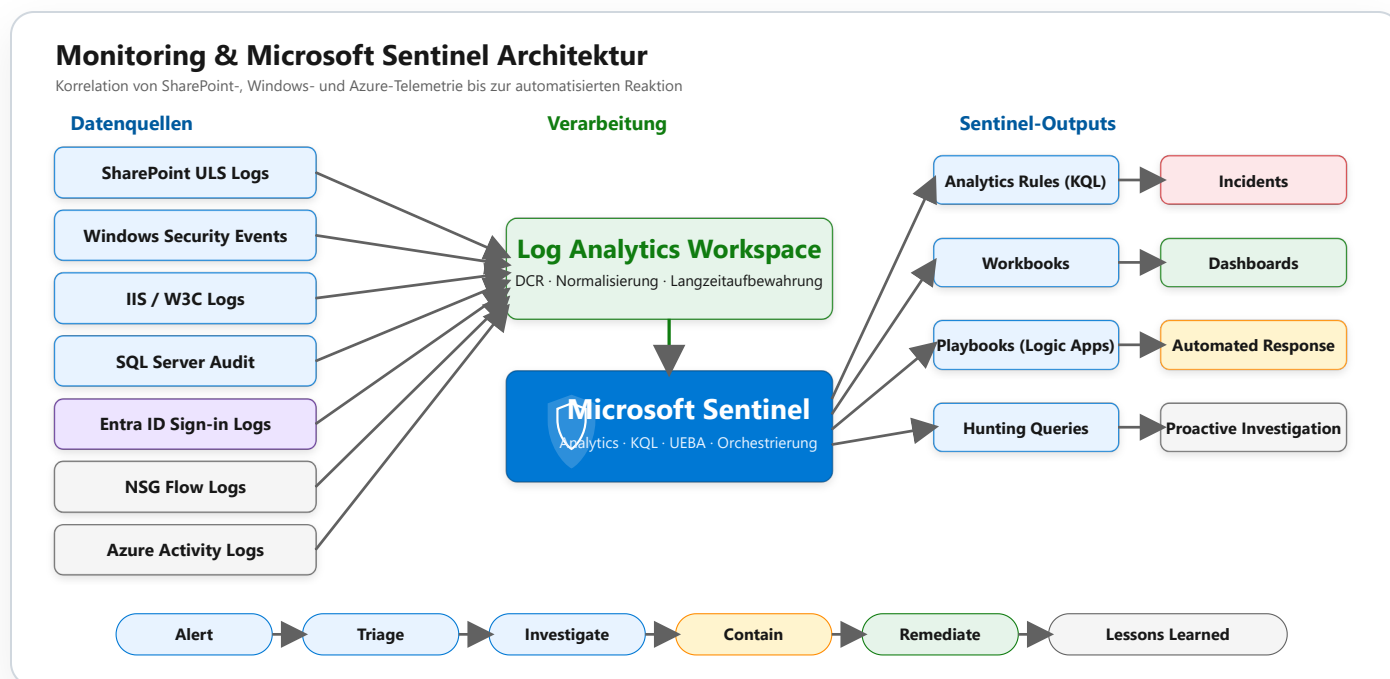 Monitoring & Microsoft Sentinel Architektur
Korrelation von SharePoint-, Windows- und Azure-Telemetrie bis zur automatisierten Reaktion
Datenquellen
SharePoint ULS Logs
Windows Security Events
IIS / W3C Logs
SQL Server Audit
Entra ID Sign-in Logs
NSG Flow Logs
Azure Activity Logs
Verarbeitung
Log Analytics Workspace
DCR · Normalisierung · Langzeitaufbewahrung
Microsoft Sentinel
Analytics · KQL · UEBA · Orchestrierung
Sentinel-Outputs
Analytics Rules (KQL)
Incidents
Workbooks
Dashboards
Playbooks (Logic Apps)
Automated Response
Hunting Queries
Proactive Investigation
Alert
Triage
Investigate
Contain
Remediate
Lessons Learned